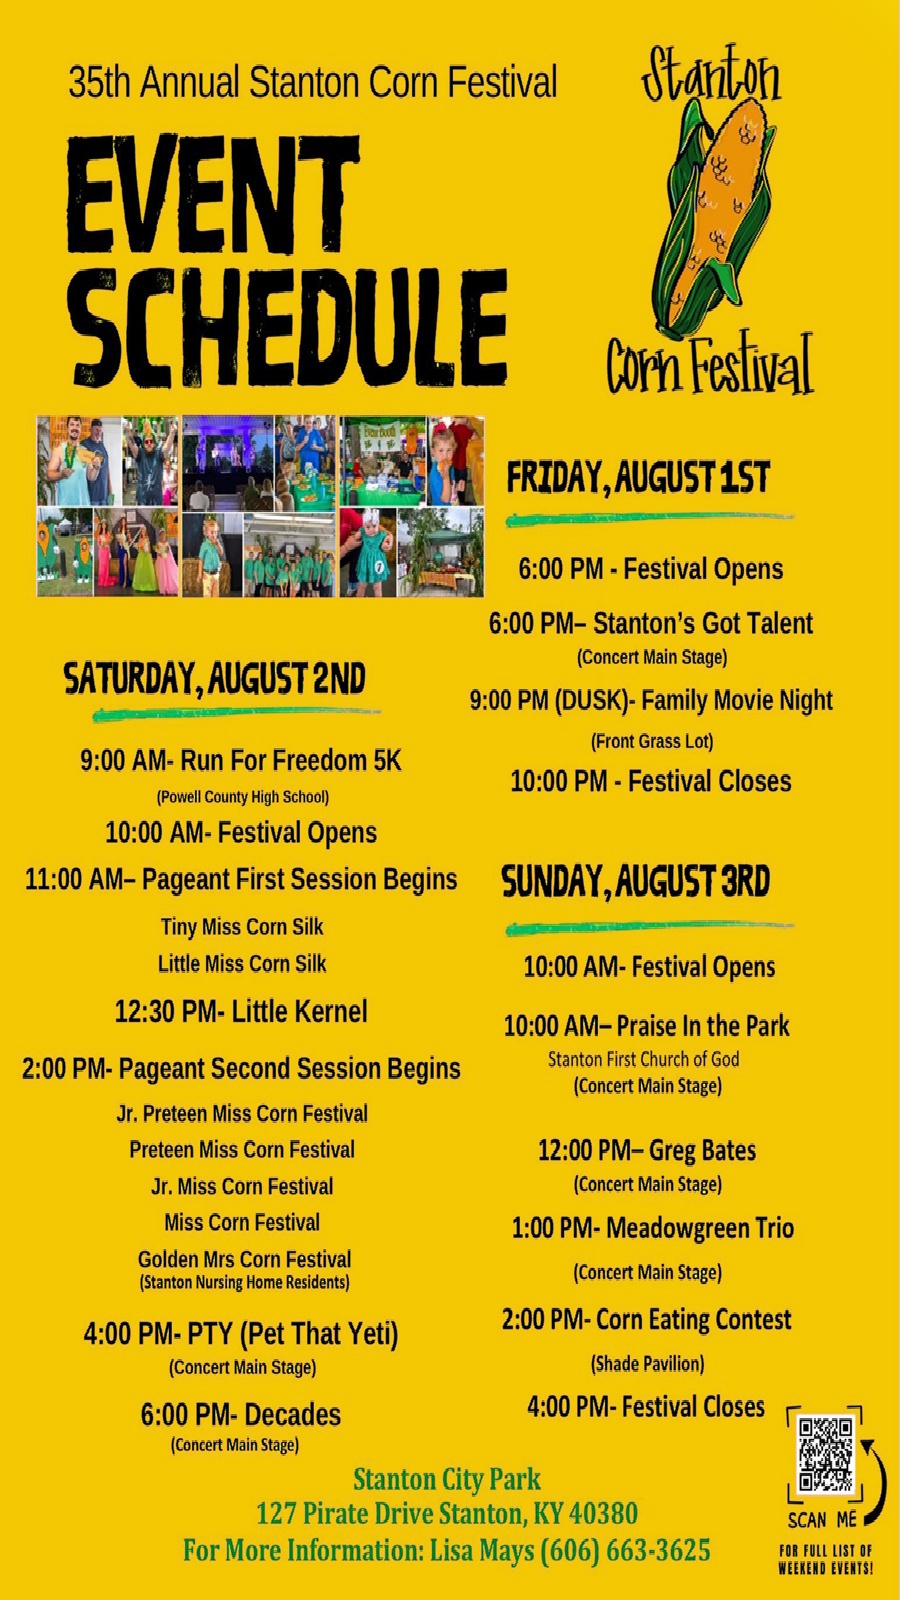 35th Annual Stanton Corn Festival
EVENT
SCHEDULE
Stanton
Corn Festival
FRIDAY, AUGUST 1ST
6:00 PM - Festival Opens
6:00 PM– Stanton’s Got Talent
(Concert Main Stage)
9:00 PM (DUSK)- Family Movie Night
(Front Grass Lot)
10:00 PM - Festival Closes
SATURDAY, AUGUST 2ND
9:00 AM- Run For Freedom 5K
(Powell County High School)
10:00 AM- Festival Opens
11:00 AM– Pageant First Session Begins
Tiny Miss Corn Silk
Little Miss Corn Silk
12:30 PM- Little Kernel
2:00 PM- Pageant Second Session Begins
Jr. Preteen Miss Corn Festival
Preteen Miss Corn Festival
Jr. Miss Corn Festival
Miss Corn Festival
Golden Mrs Corn Festival
(Stanton Nursing Home Residents)
4:00 PM- PTY (Pet That Yeti)
(Concert Main Stage)
6:00 PM- Decades
(Concert Main Stage)
SUNDAY, AUGUST 3RD
10:00 AM- Festival Opens
10:00 AM– Praise In the Park
Stanton First Church of God
(Concert Main Stage)
12:00 PM– Greg Bates
(Concert Main Stage)
1:00 PM- Meadowgreen Trio
(Concert Main Stage)
2:00 PM- Corn Eating Contest
(Shade Pavilion)
4:00 PM- Festival Closes
Stanton City Park
127 Pirate Drive Stanton, KY 40380
For More Information: Lisa Mays (606) 663-3625
SCAN ME
FOR FULL LIST OF
WEEKEND EVENTS!